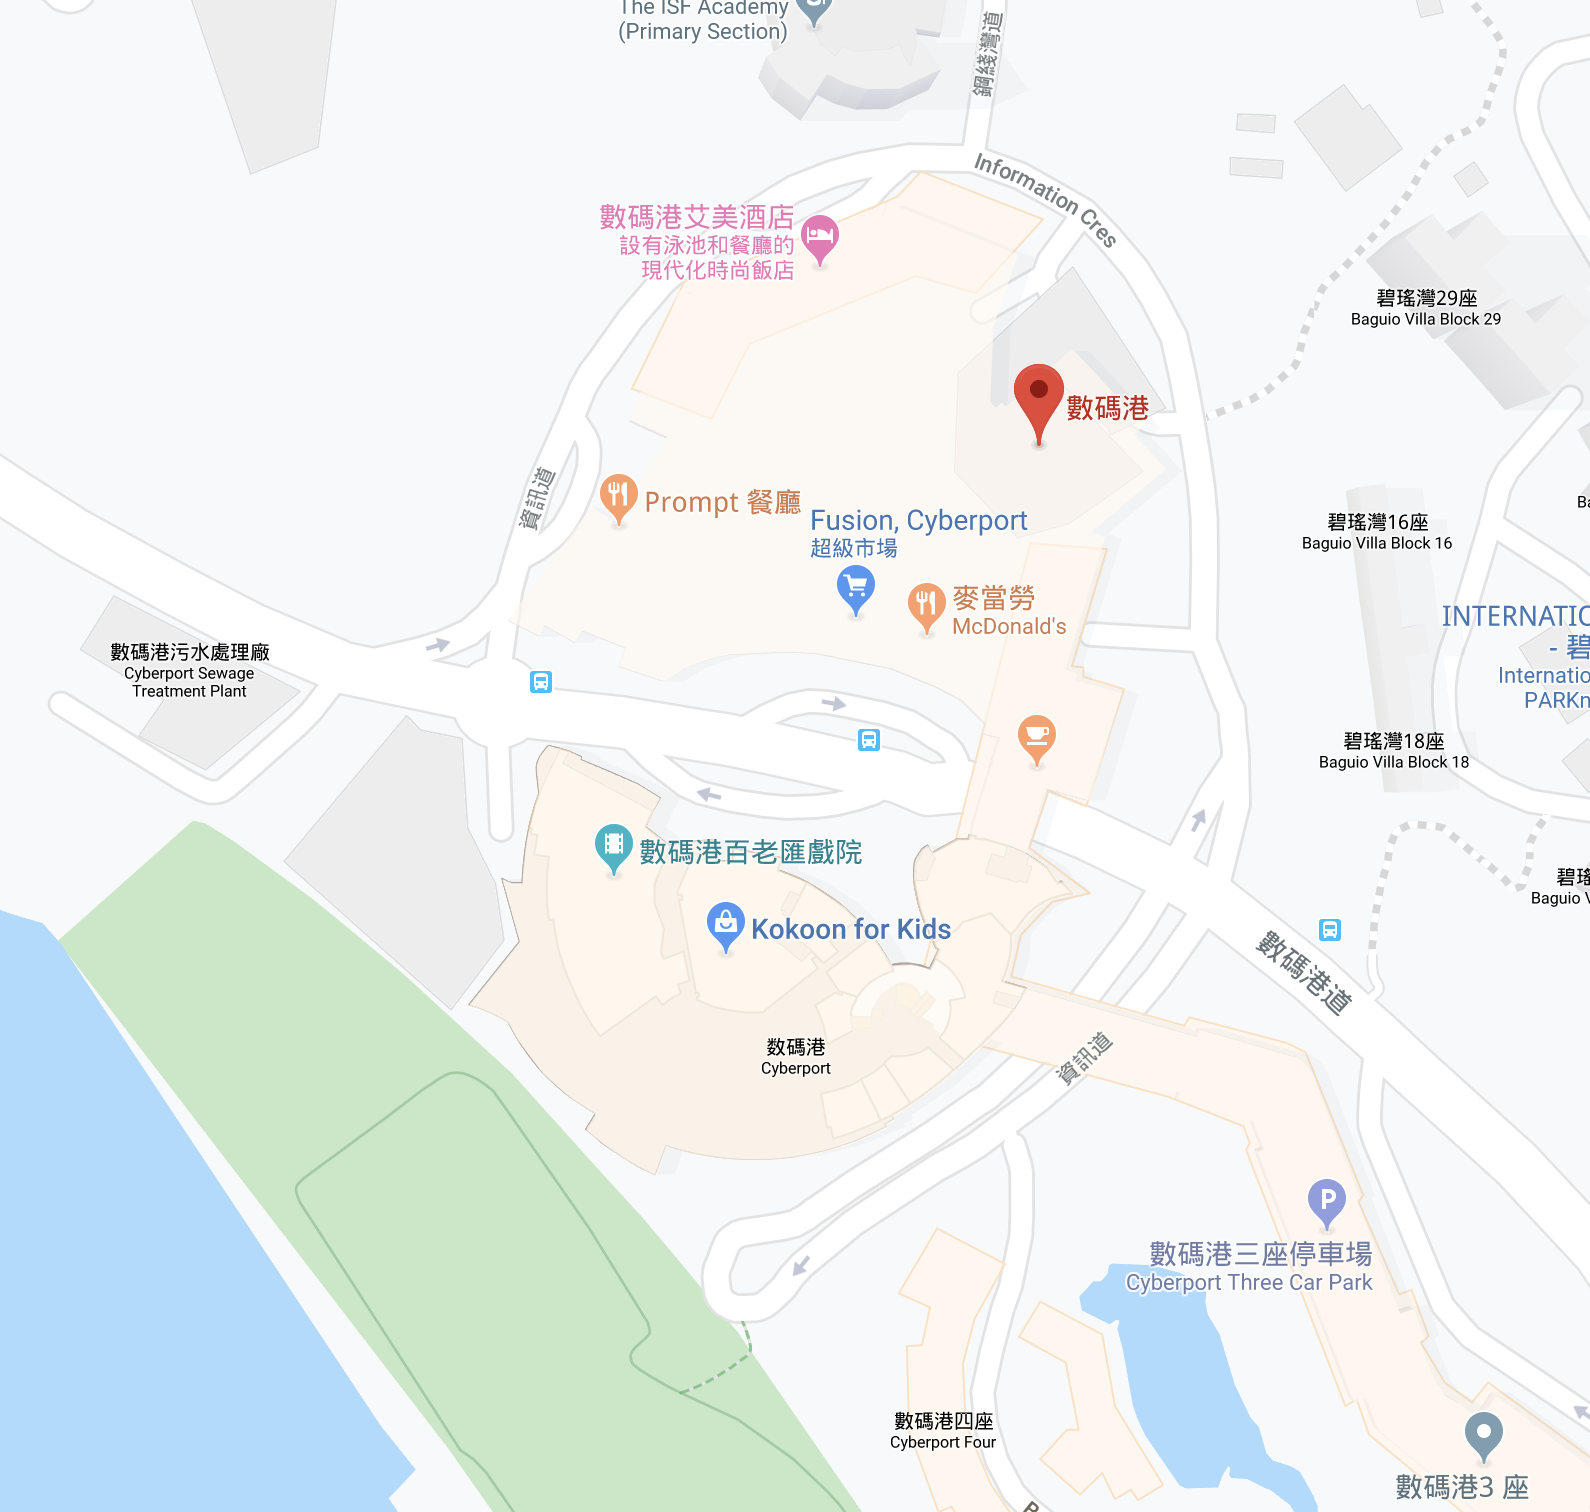 The ISF Academy
(Primary Section)
鋼綫灣道
Information Cres
數碼港艾美酒店
設有泳池和餐廳的
現代化時尚飯店
碧瑤灣29座
Baguio Villa Block 29
數碼港
資訊道
Prompt 餐廳
Fusion, Cyberport
超級市場
碧瑤灣16座
Baguio Villa Block 16
麥當勞
McDonald's
INTERNATIO
- 碧
Internatio
PARKn
數碼港污水處理廠
Cyberport Sewage
Treatment Plant
碧瑤灣18座
Baguio Villa Block 18
數碼港百老匯戲院
碧瑤
Baguio V
Kokoon for Kids
數碼港道
数碼港
Cyberport
資訊道
P
數碼港三座停車場
Cyberport Three Car Park
數碼港四座
Cyberport Four
數碼港3 座